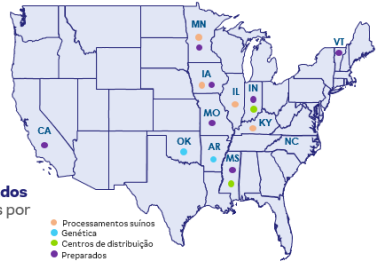 MN
VT
IA
IL
IN
MO
KY
CA
OK
AR
NC
MS
dos
s por
Processamentos suínos
Genética
Centros de distribuição
Preparados